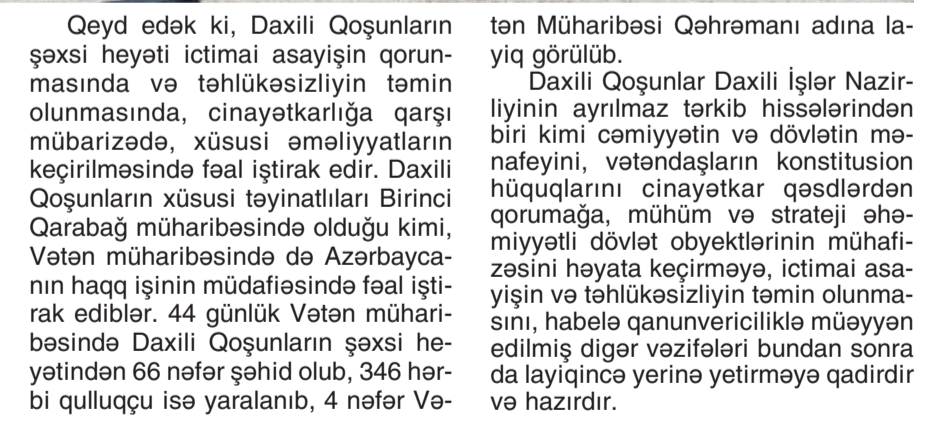 Qeyd edək ki, Daxili Qoşunların
şəxsi heyəti ictimai asayişin qorun-
masında və təhlükəsizliyin təmin
olunmasında, cinayətkarlığa qarşı
mübarizədə, xüsusi əməliyyatların
keçirilməsində fəal iştirak edir. Daxili
Qoşunların xüsusi təyinatlıları Birinci
Qarabağ müharibəsində olduğu kimi,
Vətən müharibəsində də Azərbayca-
nın haqq işinin müdafiəsində fəal işti-
rak ediblər. 44 günlük Vətən mühari-
bəsində Daxili Qoşunların şəxsi he-
yətindən 66 nəfər şəhid olub, 346 hər-
bi qulluqçu isə yaralanıb, 4 nəfər Və-
tən Müharibəsi Qəhrəmanı adına la-
yiq görülüb.
Daxili Qoşunlar Daxili İşlər Nazir-
liyinin ayrılmaz tərkib hissələrindən
biri kimi cəmiyyətin və dövlətin mə-
nafeyini, vətəndaşların konstitusion
hüquqlarını cinayətkar qəsdlərdən
qorumağa, mühüm və strateji əhə-
miyyətli dövlət obyektlərinin mühafi-
zəsini həyata keçirməyə, ictimai asa-
yişin və təhlükəsizliyin təmin olunma-
sını, habelə qanunvericiliklə müəyyən
edilmiş digər vəzifələri bundan sonra
da layiqincə yerinə yetirməyə qadirdir
və hazırdır.